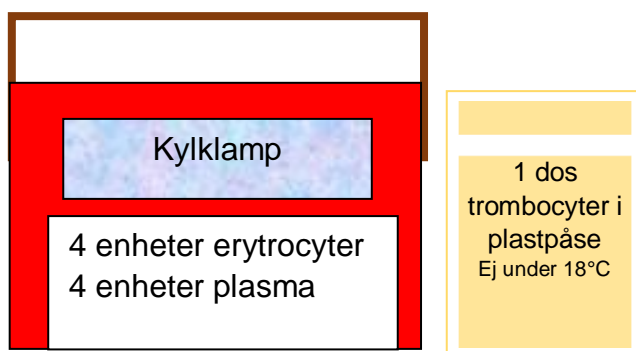 Kylklamp
4 enheter erytrocyter
4 enheter plasma
1 dos
trombocyter i
plastpåse
Ej under 18°C